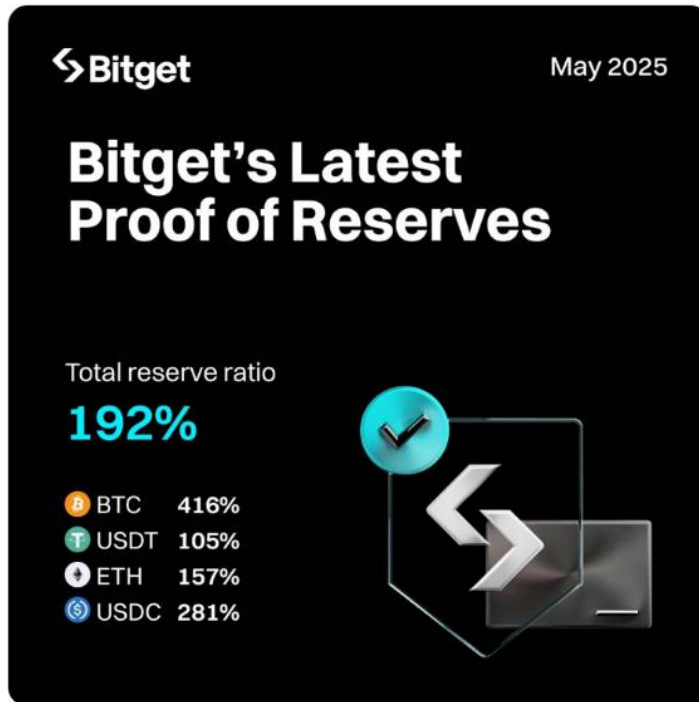 Bitget
May 2025
Bitget’s Latest
Proof of Reserves
Total reserve ratio
192%
BTC 416%
USDT 105%
ETH 157%
USDC 281%